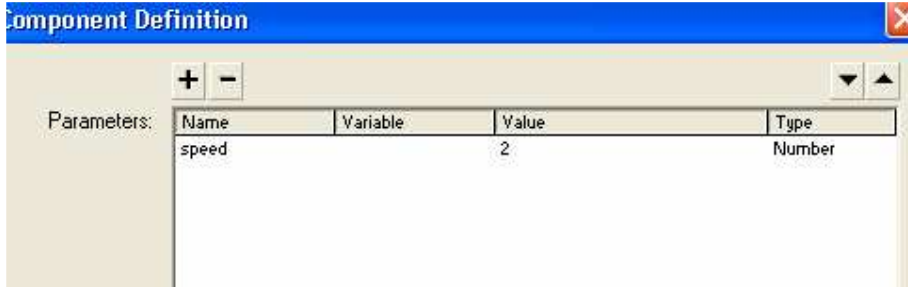 Component Definition
+ -
Parameters: Name Variable Value Type
speed 2 Number